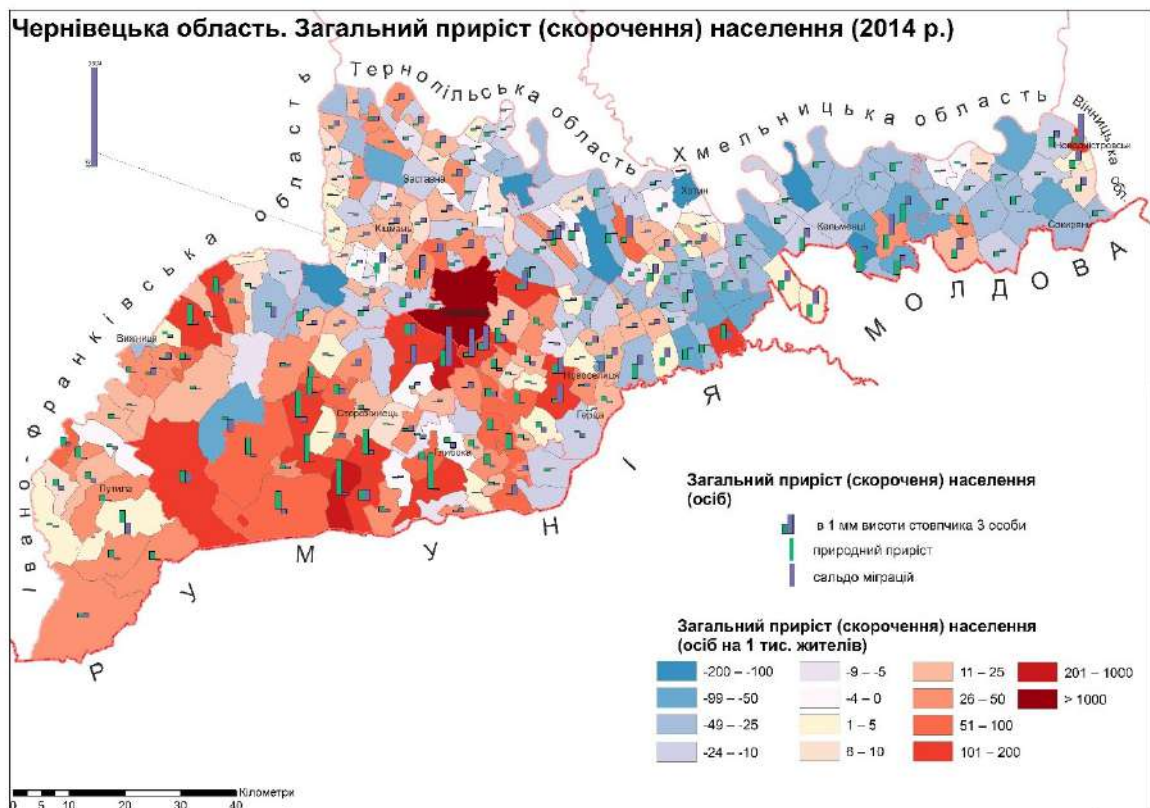 Чернівецька область. Загальний приріст (скорочення) населення (2014 р.)
Тернопільська область
Хмельницька область
Вінницька обл.
Івано-Франківська область
Новодністровськ
Заставна
Хотин
Кіцмань
Кельменці
Сокиряни
МОЛДОВА
Вижниця
Новоселиця
Сторожинець
Герца
Глибока
Путила
РУМУНІЯ
Загальний приріст (скороченя) населення
(осіб)
в 1 мм висоти стовпчика 3 особи
природний приріст
сальдо міграцій
Загальний приріст (скорочення) населення
(осіб на 1 тис. жителів)
-200 – -100
-9 – -5
11 – 25
201 – 1000
-99 – -50
-4 – 0
26 – 50
> 1000
-49 – -25
1 – 5
51 – 100
-24 – -10
6 – 10
101 – 200
Кілометри
0 5 10 20 30 40